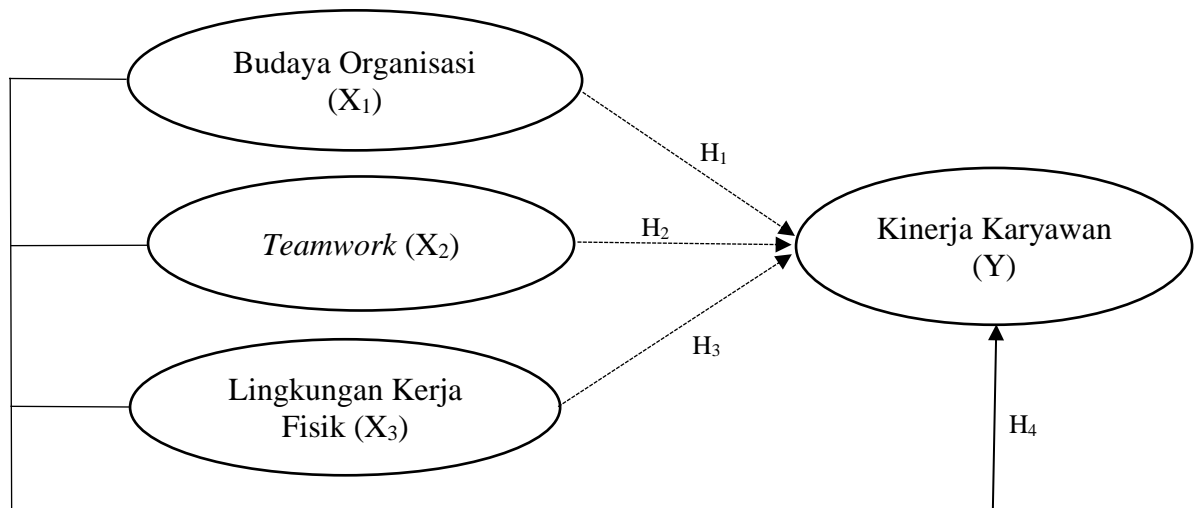 Budaya Organisasi
(X₁)
H₁
Teamwork (X₂)
H₂
Kinerja Karyawan
(Y)
Lingkungan Kerja
Fisik (X₃)
H₃
H₄